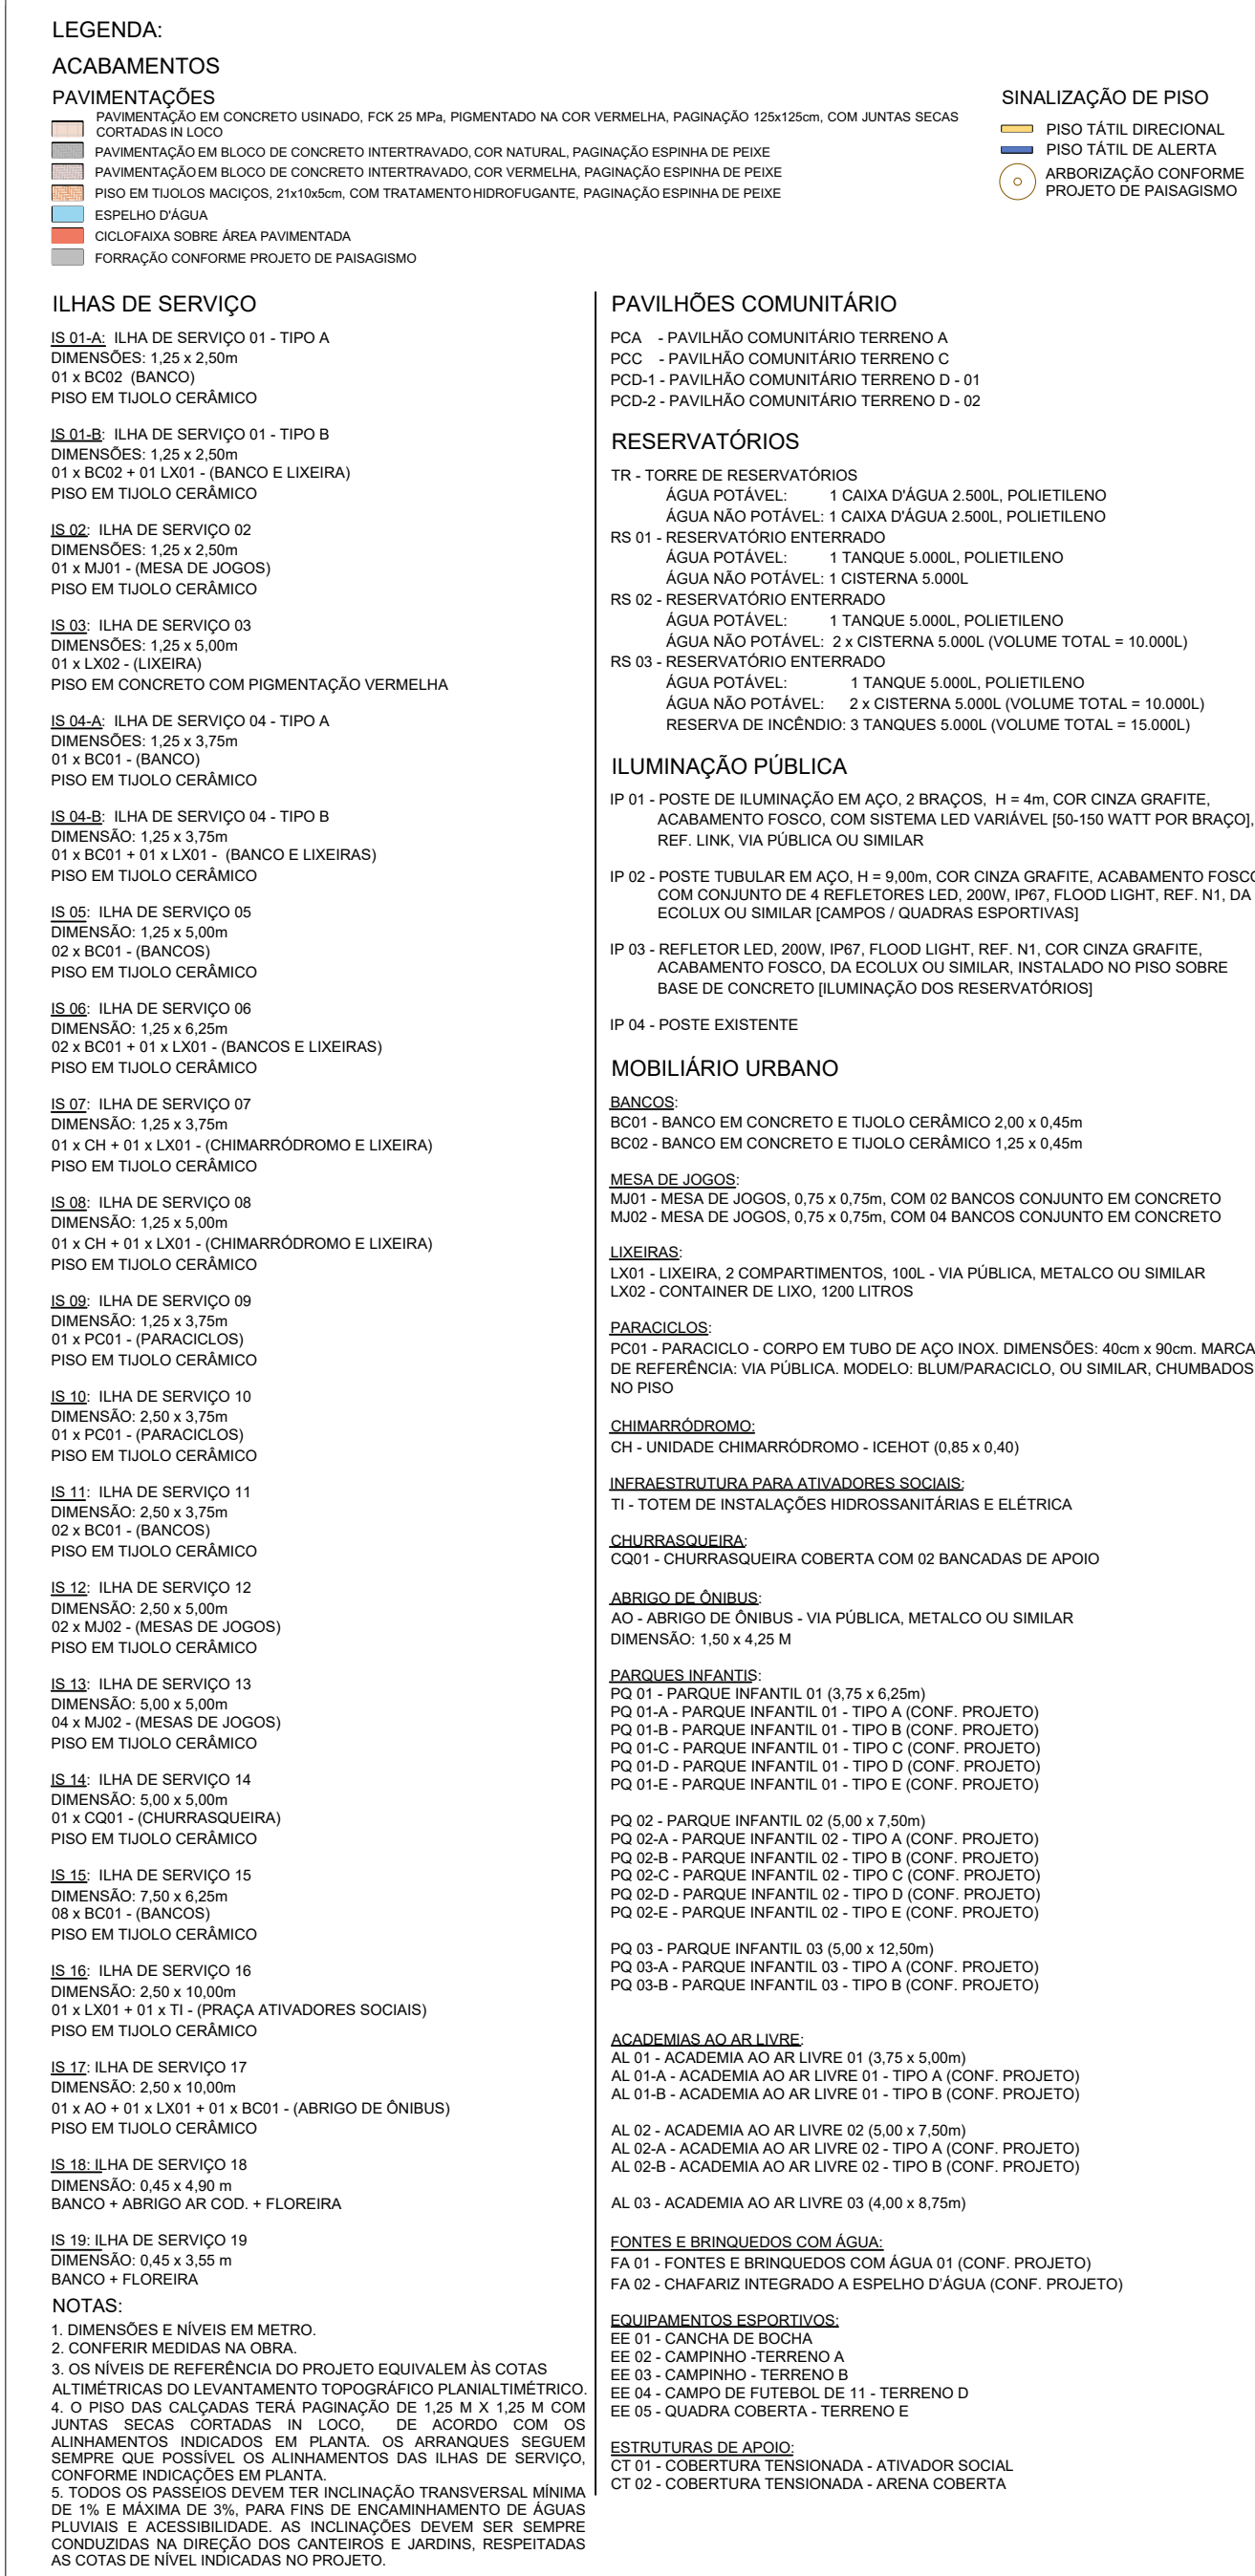 LEGENDA:
ACABAMENTOS
PAVIMENTAÇÕES
PAVIMENTAÇÃO EM CONCRETO USINADO, FCK 25 MPa, PIGMENTADO NA COR VERMELHA, PAGINAÇÃO 125x125cm, COM JUNTAS SECAS
CORTADAS IN LOCO
PAVIMENTAÇÃO EM BLOCO DE CONCRETO INTERTRAVADO, COR NATURAL, PAGINAÇÃO ESPINHA DE PEIXE
PAVIMENTAÇÃO EM BLOCO DE CONCRETO INTERTRAVADO, COR VERMELHA, PAGINAÇÃO ESPINHA DE PEIXE
PISO EM TIJOLOS MACIÇOS, 21x10x5cm, COM TRATAMENTO HIDROFUGANTE, PAGINAÇÃO ESPINHA DE PEIXE
ESPELHO D'ÁGUA
CICLOFAIXA SOBRE ÁREA PAVIMENTADA
FORRAÇÃO CONFORME PROJETO DE PAISAGISMO
SINALIZAÇÃO DE PISO
PISO TÁTIL DIRECIONAL
PISO TÁTIL DE ALERTA
ARBORIZAÇÃO CONFORME
PROJETO DE PAISAGISMO
ILHAS DE SERVIÇO
IS 01-A: ILHA DE SERVIÇO 01 - TIPO A
DIMENSÕES: 1,25 x 2,50m
01 x BC02 (BANCO)
PISO EM TIJOLO CERÂMICO
IS 01-B: ILHA DE SERVIÇO 01 - TIPO B
DIMENSÕES: 1,25 x 2,50m
01 x BC02 + 01 LX01 - (BANCO E LIXEIRA)
PISO EM TIJOLO CERÂMICO
IS 02: ILHA DE SERVIÇO 02
DIMENSÕES: 1,25 x 2,50m
01 x MJ01 - (MESA DE JOGOS)
PISO EM TIJOLO CERÂMICO
IS 03: ILHA DE SERVIÇO 03
DIMENSÕES: 1,25 x 5,00m
01 x LX02 - (LIXEIRA)
PISO EM CONCRETO COM PIGMENTAÇÃO VERMELHA
IS 04-A: ILHA DE SERVIÇO 04 - TIPO A
DIMENSÕES: 1,25 x 3,75m
01 x BC01 - (BANCO)
PISO EM TIJOLO CERÂMICO
IS 04-B: ILHA DE SERVIÇO 04 - TIPO B
DIMENSÃO: 1,25 x 3,75m
01 x BC01 + 01 x LX01 - (BANCO E LIXEIRAS)
PISO EM TIJOLO CERÂMICO
IS 05: ILHA DE SERVIÇO 05
DIMENSÃO: 1,25 x 5,00m
02 x BC01 - (BANCOS)
PISO EM TIJOLO CERÂMICO
IS 06: ILHA DE SERVIÇO 06
DIMENSÃO: 1,25 x 6,25m
02 x BC01 + 01 x LX01 - (BANCOS E LIXEIRAS)
PISO EM TIJOLO CERÂMICO
IS 07: ILHA DE SERVIÇO 07
DIMENSÃO: 1,25 x 3,75m
01 x CH + 01 x LX01 - (CHIMARRÓDROMO E LIXEIRA)
PISO EM TIJOLO CERÂMICO
IS 08: ILHA DE SERVIÇO 08
DIMENSÃO: 1,25 x 5,00m
01 x CH + 01 x LX01 - (CHIMARRÓDROMO E LIXEIRA)
PISO EM TIJOLO CERÂMICO
IS 09: ILHA DE SERVIÇO 09
DIMENSÃO: 1,25 x 3,75m
01 x PC01 - (PARACICLOS)
PISO EM TIJOLO CERÂMICO
IS 10: ILHA DE SERVIÇO 10
DIMENSÃO: 2,50 x 3,75m
01 x PC01 - (PARACICLOS)
PISO EM TIJOLO CERÂMICO
IS 11: ILHA DE SERVIÇO 11
DIMENSÃO: 2,50 x 3,75m
02 x BC01 - (BANCOS)
PISO EM TIJOLO CERÂMICO
IS 12: ILHA DE SERVIÇO 12
DIMENSÃO: 2,50 x 5,00m
02 x MJ02 - (MESAS DE JOGOS)
PISO EM TIJOLO CERÂMICO
IS 13: ILHA DE SERVIÇO 13
DIMENSÃO: 5,00 x 5,00m
04 x MJ02 - (MESAS DE JOGOS)
PISO EM TIJOLO CERÂMICO
IS 14: ILHA DE SERVIÇO 14
DIMENSÃO: 5,00 x 5,00m
01 x CQ01 - (CHURRASQUEIRA)
PISO EM TIJOLO CERÂMICO
IS 15: ILHA DE SERVIÇO 15
DIMENSÃO: 7,50 x 6,25m
08 x BC01 - (BANCOS)
PISO EM TIJOLO CERÂMICO
IS 16: ILHA DE SERVIÇO 16
DIMENSÃO: 2,50 x 10,00m
01 x LX01 + 01 x TI - (PRAÇA ATIVADORES SOCIAIS)
PISO EM TIJOLO CERÂMICO
IS 17: ILHA DE SERVIÇO 17
DIMENSÃO: 2,50 x 10,00m
01 x AO + 01 x LX01 + 01 x BC01 - (ABRIGO DE ÔNIBUS)
PISO EM TIJOLO CERÂMICO
IS 18: ILHA DE SERVIÇO 18
DIMENSÃO: 0,45 x 4,90 m
BANCO + ABRIGO AR COD. + FLOREIRA
IS 19: ILHA DE SERVIÇO 19
DIMENSÃO: 0,45 x 3,55 m
BANCO + FLOREIRA
NOTAS:
1. DIMENSÕES E NÍVEIS EM METRO.
2. CONFERIR MEDIDAS NA OBRA.
3. OS NÍVEIS DE REFERÊNCIA DO PROJETO EQUIVALEM ÀS COTAS
ALTIMÉTRICAS DO LEVANTAMENTO TOPOGRÁFICO PLANIALTIMÉTRICO.
4. O PISO DAS CALÇADAS TERÁ PAGINAÇÃO DE 1,25 M X 1,25 M COM
JUNTAS SECAS CORTADAS IN LOCO, DE ACORDO COM OS
ALINHAMENTOS INDICADOS EM PLANTA. OS ARRANQUES SEGUEM
SEMPRE QUE POSSÍVEL OS ALINHAMENTOS DAS ILHAS DE SERVIÇO,
CONFORME INDICAÇÕES EM PLANTA.
5. TODOS OS PASSEIOS DEVEM TER INCLINAÇÃO TRANSVERSAL MÍNIMA
DE 1% E MÁXIMA DE 3%, PARA FINS DE ENCAMINHAMENTO DE ÁGUAS
PLUVIAIS E ACESSIBILIDADE. AS INCLINAÇÕES DEVEM SER SEMPRE
CONDUZIDAS NA DIREÇÃO DOS CANTEIROS E JARDINS, RESPEITADAS
AS COTAS DE NÍVEL INDICADAS NO PROJETO.
PAVILHÕES COMUNITÁRIO
PCA - PAVILHÃO COMUNITÁRIO TERRENO A
PCC - PAVILHÃO COMUNITÁRIO TERRENO C
PCD-1 - PAVILHÃO COMUNITÁRIO TERRENO D - 01
PCD-2 - PAVILHÃO COMUNITÁRIO TERRENO D - 02
RESERVATÓRIOS
TR - TORRE DE RESERVATÓRIOS
ÁGUA POTÁVEL: 1 CAIXA D'ÁGUA 2.500L, POLIETILENO
ÁGUA NÃO POTÁVEL: 1 CAIXA D'ÁGUA 2.500L, POLIETILENO
RS 01 - RESERVATÓRIO ENTERRADO
ÁGUA POTÁVEL: 1 TANQUE 5.000L, POLIETILENO
ÁGUA NÃO POTÁVEL: 1 CISTERNA 5.000L
RS 02 - RESERVATÓRIO ENTERRADO
ÁGUA POTÁVEL: 1 TANQUE 5.000L, POLIETILENO
ÁGUA NÃO POTÁVEL: 2 x CISTERNA 5.000L (VOLUME TOTAL = 10.000L)
RS 03 - RESERVATÓRIO ENTERRADO
ÁGUA POTÁVEL: 1 TANQUE 5.000L, POLIETILENO
ÁGUA NÃO POTÁVEL: 2 x CISTERNA 5.000L (VOLUME TOTAL = 10.000L)
RESERVA DE INCÊNDIO: 3 TANQUES 5.000L (VOLUME TOTAL = 15.000L)
ILUMINAÇÃO PÚBLICA
IP 01 - POSTE DE ILUMINAÇÃO EM AÇO, 2 BRAÇOS, H = 4m, COR CINZA GRAFITE,
ACABAMENTO FOSCO, COM SISTEMA LED VARIÁVEL [50-150 WATT POR BRAÇO],
REF. LINK, VIA PÚBLICA OU SIMILAR
IP 02 - POSTE TUBULAR EM AÇO, H = 9,00m, COR CINZA GRAFITE, ACABAMENTO FOSCO
COM CONJUNTO DE 4 REFLETORES LED, 200W, IP67, FLOOD LIGHT, REF. N1, DA
ECOLUX OU SIMILAR [CAMPOS / QUADRAS ESPORTIVAS]
IP 03 - REFLETOR LED, 200W, IP67, FLOOD LIGHT, REF. N1, COR CINZA GRAFITE,
ACABAMENTO FOSCO, DA ECOLUX OU SIMILAR, INSTALADO NO PISO SOBRE
BASE DE CONCRETO [ILUMINAÇÃO DOS RESERVATÓRIOS]
IP 04 - POSTE EXISTENTE
MOBILIÁRIO URBANO
BANCOS:
BC01 - BANCO EM CONCRETO E TIJOLO CERÂMICO 2,00 x 0,45m
BC02 - BANCO EM CONCRETO E TIJOLO CERÂMICO 1,25 x 0,45m
MESA DE JOGOS:
MJ01 - MESA DE JOGOS, 0,75 x 0,75m, COM 02 BANCOS CONJUNTO EM CONCRETO
MJ02 - MESA DE JOGOS, 0,75 x 0,75m, COM 04 BANCOS CONJUNTO EM CONCRETO
LIXEIRAS:
LX01 - LIXEIRA, 2 COMPARTIMENTOS, 100L - VIA PÚBLICA, METALCO OU SIMILAR
LX02 - CONTAINER DE LIXO, 1200 LITROS
PARACICLOS:
PC01 - PARACICLO - CORPO EM TUBO DE AÇO INOX. DIMENSÕES: 40cm x 90cm. MARCA
DE REFERÊNCIA: VIA PÚBLICA. MODELO: BLUM/PARACICLO, OU SIMILAR, CHUMBADOS
NO PISO
CHIMARRÓDROMO:
CH - UNIDADE CHIMARRÓDROMO - ICEHOT (0,85 x 0,40)
INFRAESTRUTURA PARA ATIVADORES SOCIAIS:
TI - TOTEM DE INSTALAÇÕES HIDROSSANITÁRIAS E ELÉTRICA
CHURRASQUEIRA:
CQ01 - CHURRASQUEIRA COBERTA COM 02 BANCADAS DE APOIO
ABRIGO DE ÔNIBUS:
AO - ABRIGO DE ÔNIBUS - VIA PÚBLICA, METALCO OU SIMILAR
DIMENSÃO: 1,50 x 4,25 M
PARQUES INFANTIS:
PQ 01 - PARQUE INFANTIL 01 (3,75 x 6,25m)
PQ 01-A - PARQUE INFANTIL 01 - TIPO A (CONF. PROJETO)
PQ 01-B - PARQUE INFANTIL 01 - TIPO B (CONF. PROJETO)
PQ 01-C - PARQUE INFANTIL 01 - TIPO C (CONF. PROJETO)
PQ 01-D - PARQUE INFANTIL 01 - TIPO D (CONF. PROJETO)
PQ 01-E - PARQUE INFANTIL 01 - TIPO E (CONF. PROJETO)
PQ 02 - PARQUE INFANTIL 02 (5,00 x 7,50m)
PQ 02-A - PARQUE INFANTIL 02 - TIPO A (CONF. PROJETO)
PQ 02-B - PARQUE INFANTIL 02 - TIPO B (CONF. PROJETO)
PQ 02-C - PARQUE INFANTIL 02 - TIPO C (CONF. PROJETO)
PQ 02-D - PARQUE INFANTIL 02 - TIPO D (CONF. PROJETO)
PQ 02-E - PARQUE INFANTIL 02 - TIPO E (CONF. PROJETO)
PQ 03 - PARQUE INFANTIL 03 (5,00 x 12,50m)
PQ 03-A - PARQUE INFANTIL 03 - TIPO A (CONF. PROJETO)
PQ 03-B - PARQUE INFANTIL 03 - TIPO B (CONF. PROJETO)
ACADEMIAS AO AR LIVRE:
AL 01 - ACADEMIA AO AR LIVRE 01 (3,75 x 5,00m)
AL 01-A - ACADEMIA AO AR LIVRE 01 - TIPO A (CONF. PROJETO)
AL 01-B - ACADEMIA AO AR LIVRE 01 - TIPO B (CONF. PROJETO)
AL 02 - ACADEMIA AO AR LIVRE 02 (5,00 x 7,50m)
AL 02-A - ACADEMIA AO AR LIVRE 02 - TIPO A (CONF. PROJETO)
AL 02-B - ACADEMIA AO AR LIVRE 02 - TIPO B (CONF. PROJETO)
AL 03 - ACADEMIA AO AR LIVRE 03 (4,00 x 8,75m)
FONTES E BRINQUEDOS COM ÁGUA:
FA 01 - FONTES E BRINQUEDOS COM ÁGUA 01 (CONF. PROJETO)
FA 02 - CHAFARIZ INTEGRADO A ESPELHO D’ÁGUA (CONF. PROJETO)
EQUIPAMENTOS ESPORTIVOS:
EE 01 - CANCHA DE BOCHA
EE 02 - CAMPINHO -TERRENO A
EE 03 - CAMPINHO - TERRENO B
EE 04 - CAMPO DE FUTEBOL DE 11 - TERRENO D
EE 05 - QUADRA COBERTA - TERRENO E
ESTRUTURAS DE APOIO:
CT 01 - COBERTURA TENSIONADA - ATIVADOR SOCIAL
CT 02 - COBERTURA TENSIONADA - ARENA COBERTA